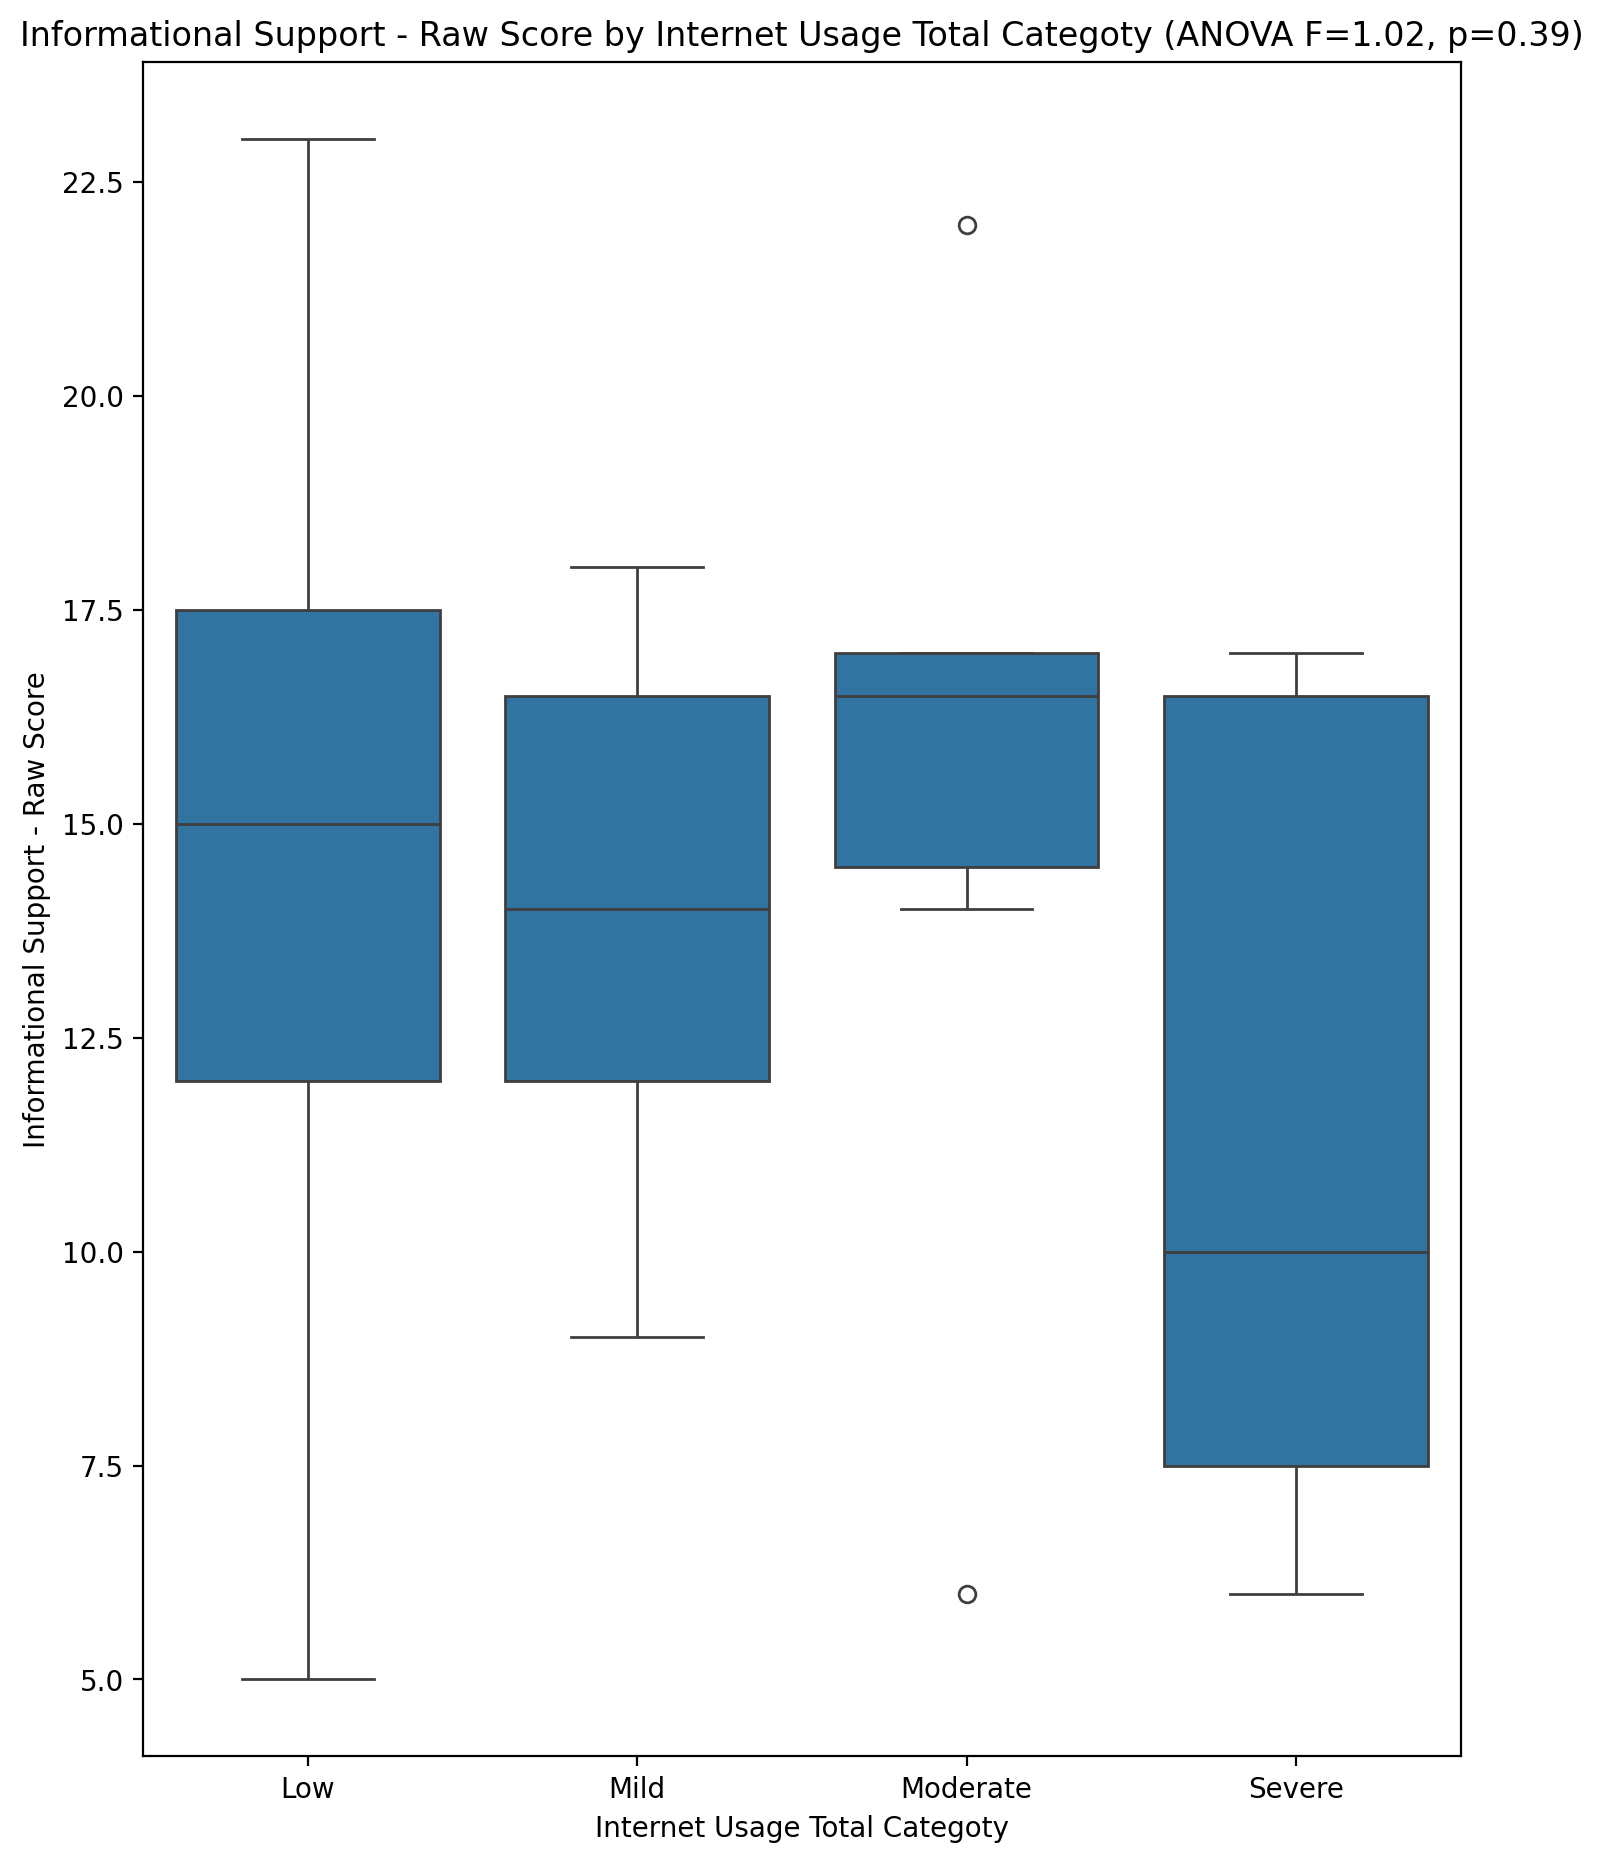 Informational Support - Raw Score by Internet Usage Total Categoty (ANOVA F=1.02, p=0.39)
Informational Support - Raw Score
22.5
20.0
17.5
15.0
12.5
10.0
7.5
5.0
Low
Mild
Moderate
Severe
Internet Usage Total Categoty